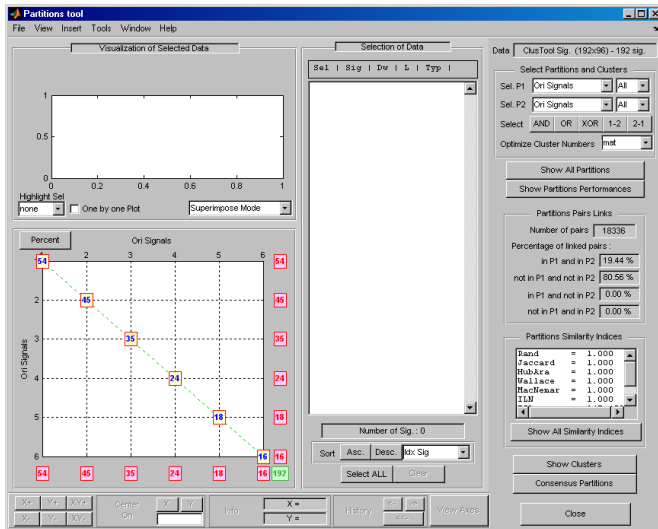 Partitions tool
File View Insert Tools Window Help
Visualization of Selected Data
1
0.5
0
0 0.2 0.4 0.6 0.8 1
Highlight Sel
none One by one Plot Superimpose Mode
Percent Ori Signals
1 2 3 4 5 6
54 54
2 45 45
3 35 35
4 24 24
5 18 18
6 16 16
Ori Signals
54 45 35 24 18 16 192
Selection of Data
Sel | Sig | Dw | L | Typ |
Number of Sig. : 0
Sort Asc. Desc. Idx Sig
Select ALL Clear
Data ClusTool Sig. (192x96) - 192 sig.
Select Partitions and Clusters
Sel. P1 Ori Signals All
Sel. P2 Ori Signals All
Select AND OR XOR 1-2 2-1
Optimize Cluster Numbers mat
Show All Partitions
Show Partitions Performances
Partitions Pairs Links
Number of pairs 18336
Percentage of linked pairs :
in P1 and in P2 19.44 %
not in P1 and not in P2 80.56 %
in P1 and not in P2 0.00 %
not in P1 and in P2 0.00 %
Partitions Similarity Indices
Rand = 1.000
Jaccard = 1.000
HubAra = 1.000
Wallace = 1.000
MacNemar = 1.000
ILN = 1.000
Show All Similarity Indices
Show Clusters
Consensus Partitions
Close
X+ Y+ XY+
X- Y- XY-
Center On X Y
Info X =
Y =
History <- -> <<-
View Axes